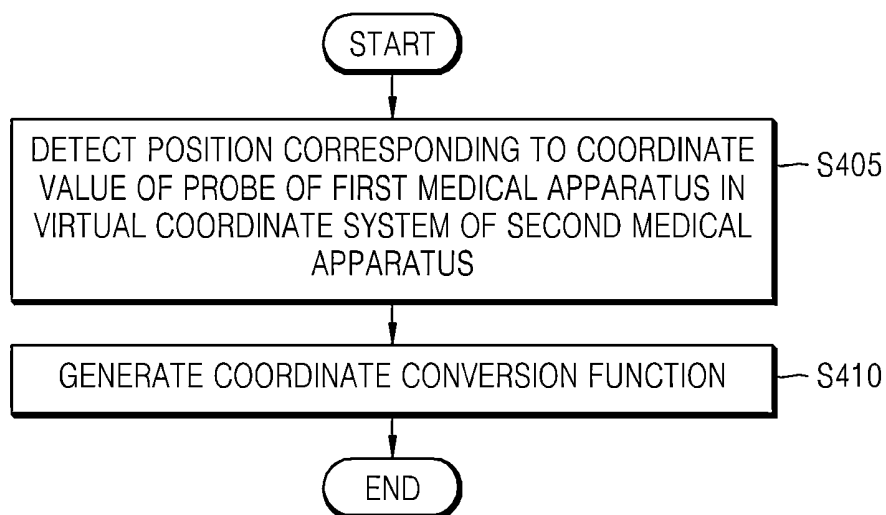 START
DETECT POSITION CORRESPONDING TO COORDINATE
VALUE OF PROBE OF FIRST MEDICAL APPARATUS IN
VIRTUAL COORDINATE SYSTEM OF SECOND MEDICAL
APPARATUS
S405
GENERATE COORDINATE CONVERSION FUNCTION
S410
END